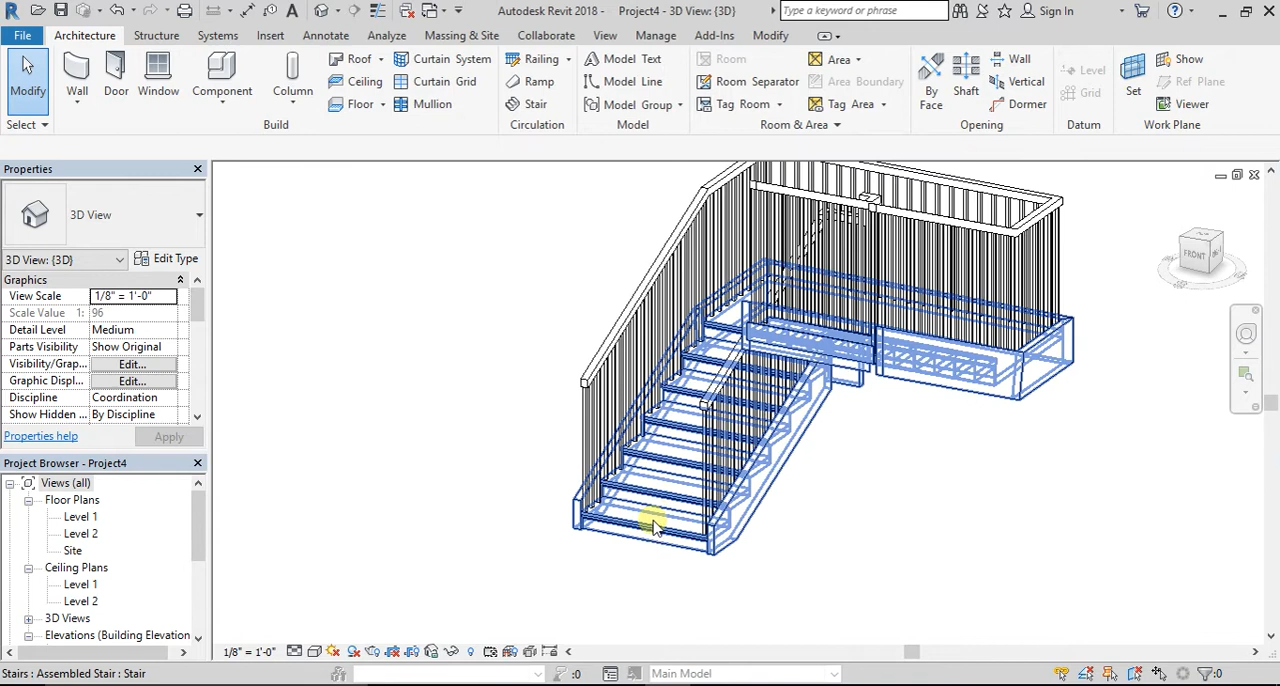 Autodesk Revit 2018 - Project4 - 3D View: {3D}
Type a keyword or phrase
Sign In
File Architecture Structure Systems Insert Annotate Analyze Massing & Site Collaborate View Manage Add-Ins Modify
Modify
Wall
Door
Window
Component
Column
Roof
Ceiling
Floor
Curtain System
Curtain Grid
Mullion
Railing
Ramp
Stair
Model Text
Model Line
Model Group
Room
Room Separator
Tag Room
Area
Area Boundary
Tag Area
By
Face
Shaft
Wall
Vertical
Dormer
Level
Grid
Set
Show
Ref Plane
Viewer
Select
Build
Circulation
Model
Room & Area
Opening
Datum
Work Plane
Properties
3D View
3D View: {3D}
Edit Type
Graphics
View Scale 1/8" = 1'-0"
Scale Value 1: 96
Detail Level Medium
Parts Visibility Show Original
Visibility/Grap... Edit...
Graphic Displ... Edit...
Discipline Coordination
Show Hidden ... By Discipline
Properties help
Apply
Project Browser - Project4
Views (all)
Floor Plans
Level 1
Level 2
Site
Ceiling Plans
Level 1
Level 2
3D Views
Elevations (Building Elevation
FRONT
1/8" = 1'-0"
Stairs : Assembled Stair : Stair
:0
Main Model
:0